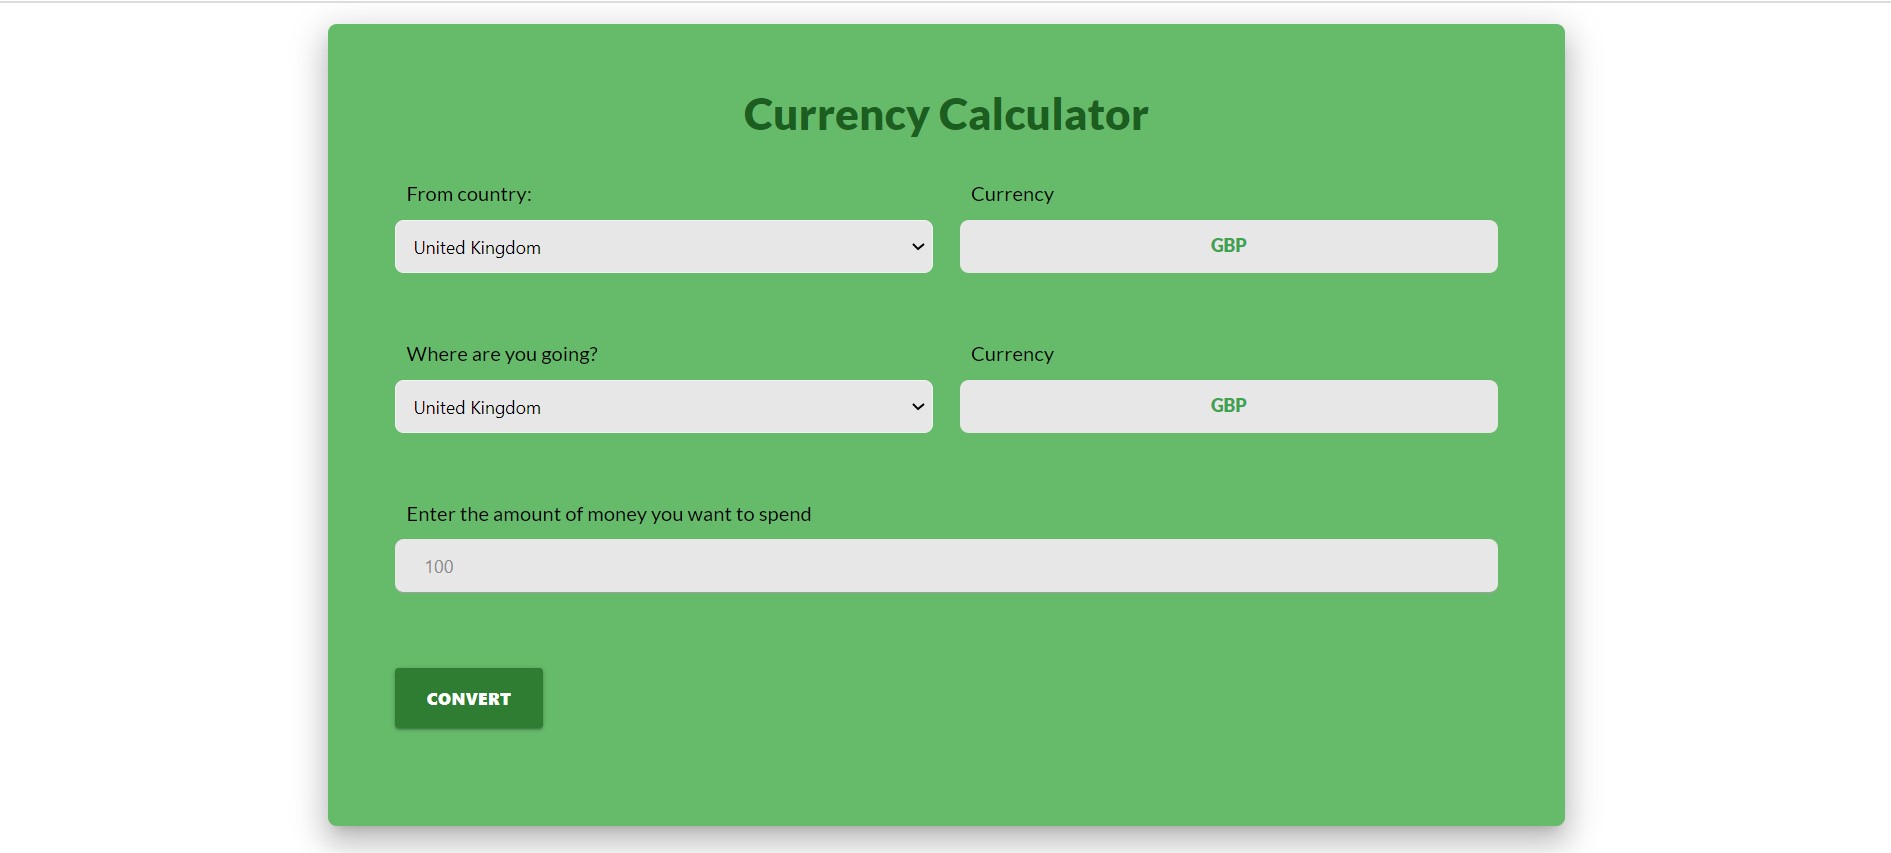 Currency Calculator
From country:
Currency
United Kingdom
GBP
Where are you going?
Currency
United Kingdom
GBP
Enter the amount of money you want to spend
100
CONVERT